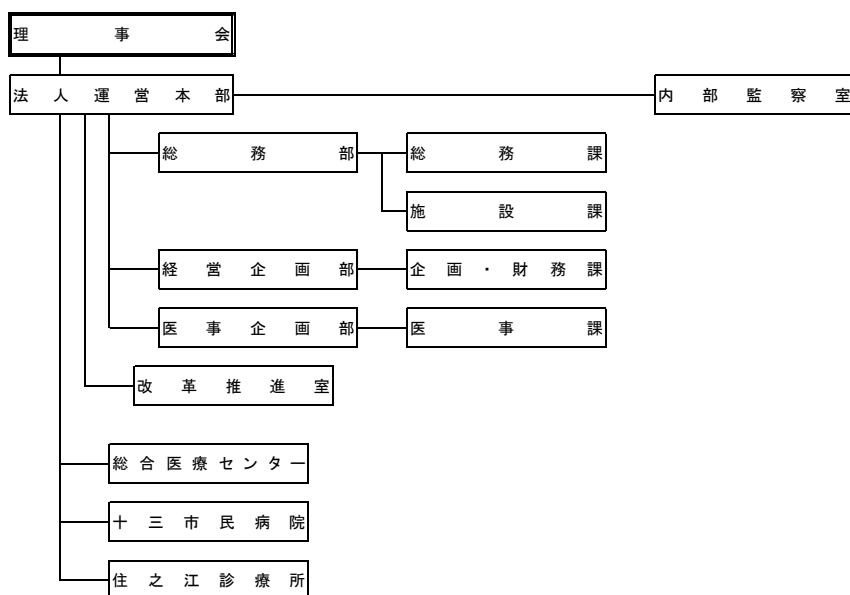 理事会
法人運営本部
内部監察室
総務部
総務課
施設課
経営企画部
企画・財務課
医事企画部
医事課
改革推進室
総合医療センター
十三市民病院
住之江診療所